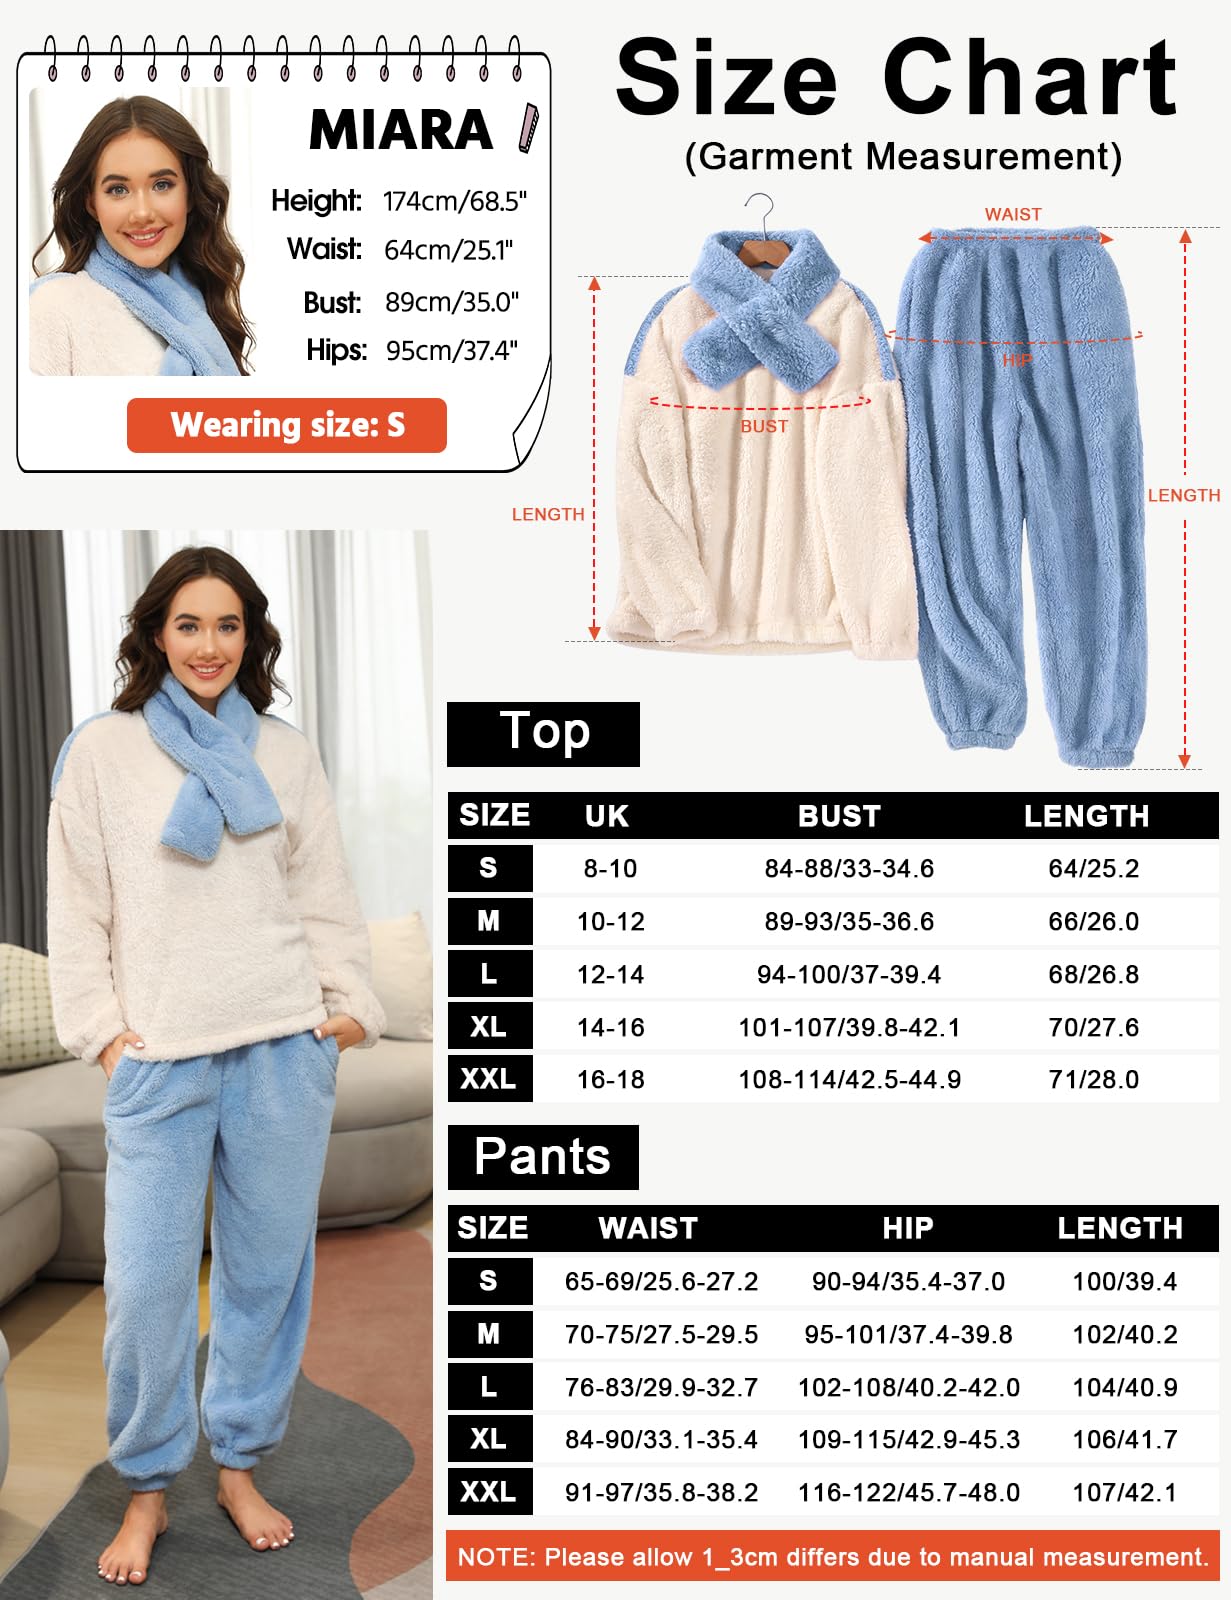 MIARA
Height: 174cm/68.5"
Waist: 64cm/25.1"
Bust: 89cm/35.0"
Hips: 95cm/37.4"
Wearing size: S
Size Chart
(Garment Measurement)
WAIST
HIP
BUST
LENGTH
LENGTH
Top
SIZE UK BUST LENGTH
S 8-10 84-88/33-34.6 64/25.2
M 10-12 89-93/35-36.6 66/26.0
L 12-14 94-100/37-39.4 68/26.8
XL 14-16 101-107/39.8-42.1 70/27.6
XXL 16-18 108-114/42.5-44.9 71/28.0
Pants
SIZE WAIST HIP LENGTH
S 65-69/25.6-27.2 90-94/35.4-37.0 100/39.4
M 70-75/27.5-29.5 95-101/37.4-39.8 102/40.2
L 76-83/29.9-32.7 102-108/40.2-42.0 104/40.9
XL 84-90/33.1-35.4 109-115/42.9-45.3 106/41.7
XXL 91-97/35.8-38.2 116-122/45.7-48.0 107/42.1
NOTE: Please allow 1_3cm differs due to manual measurement.